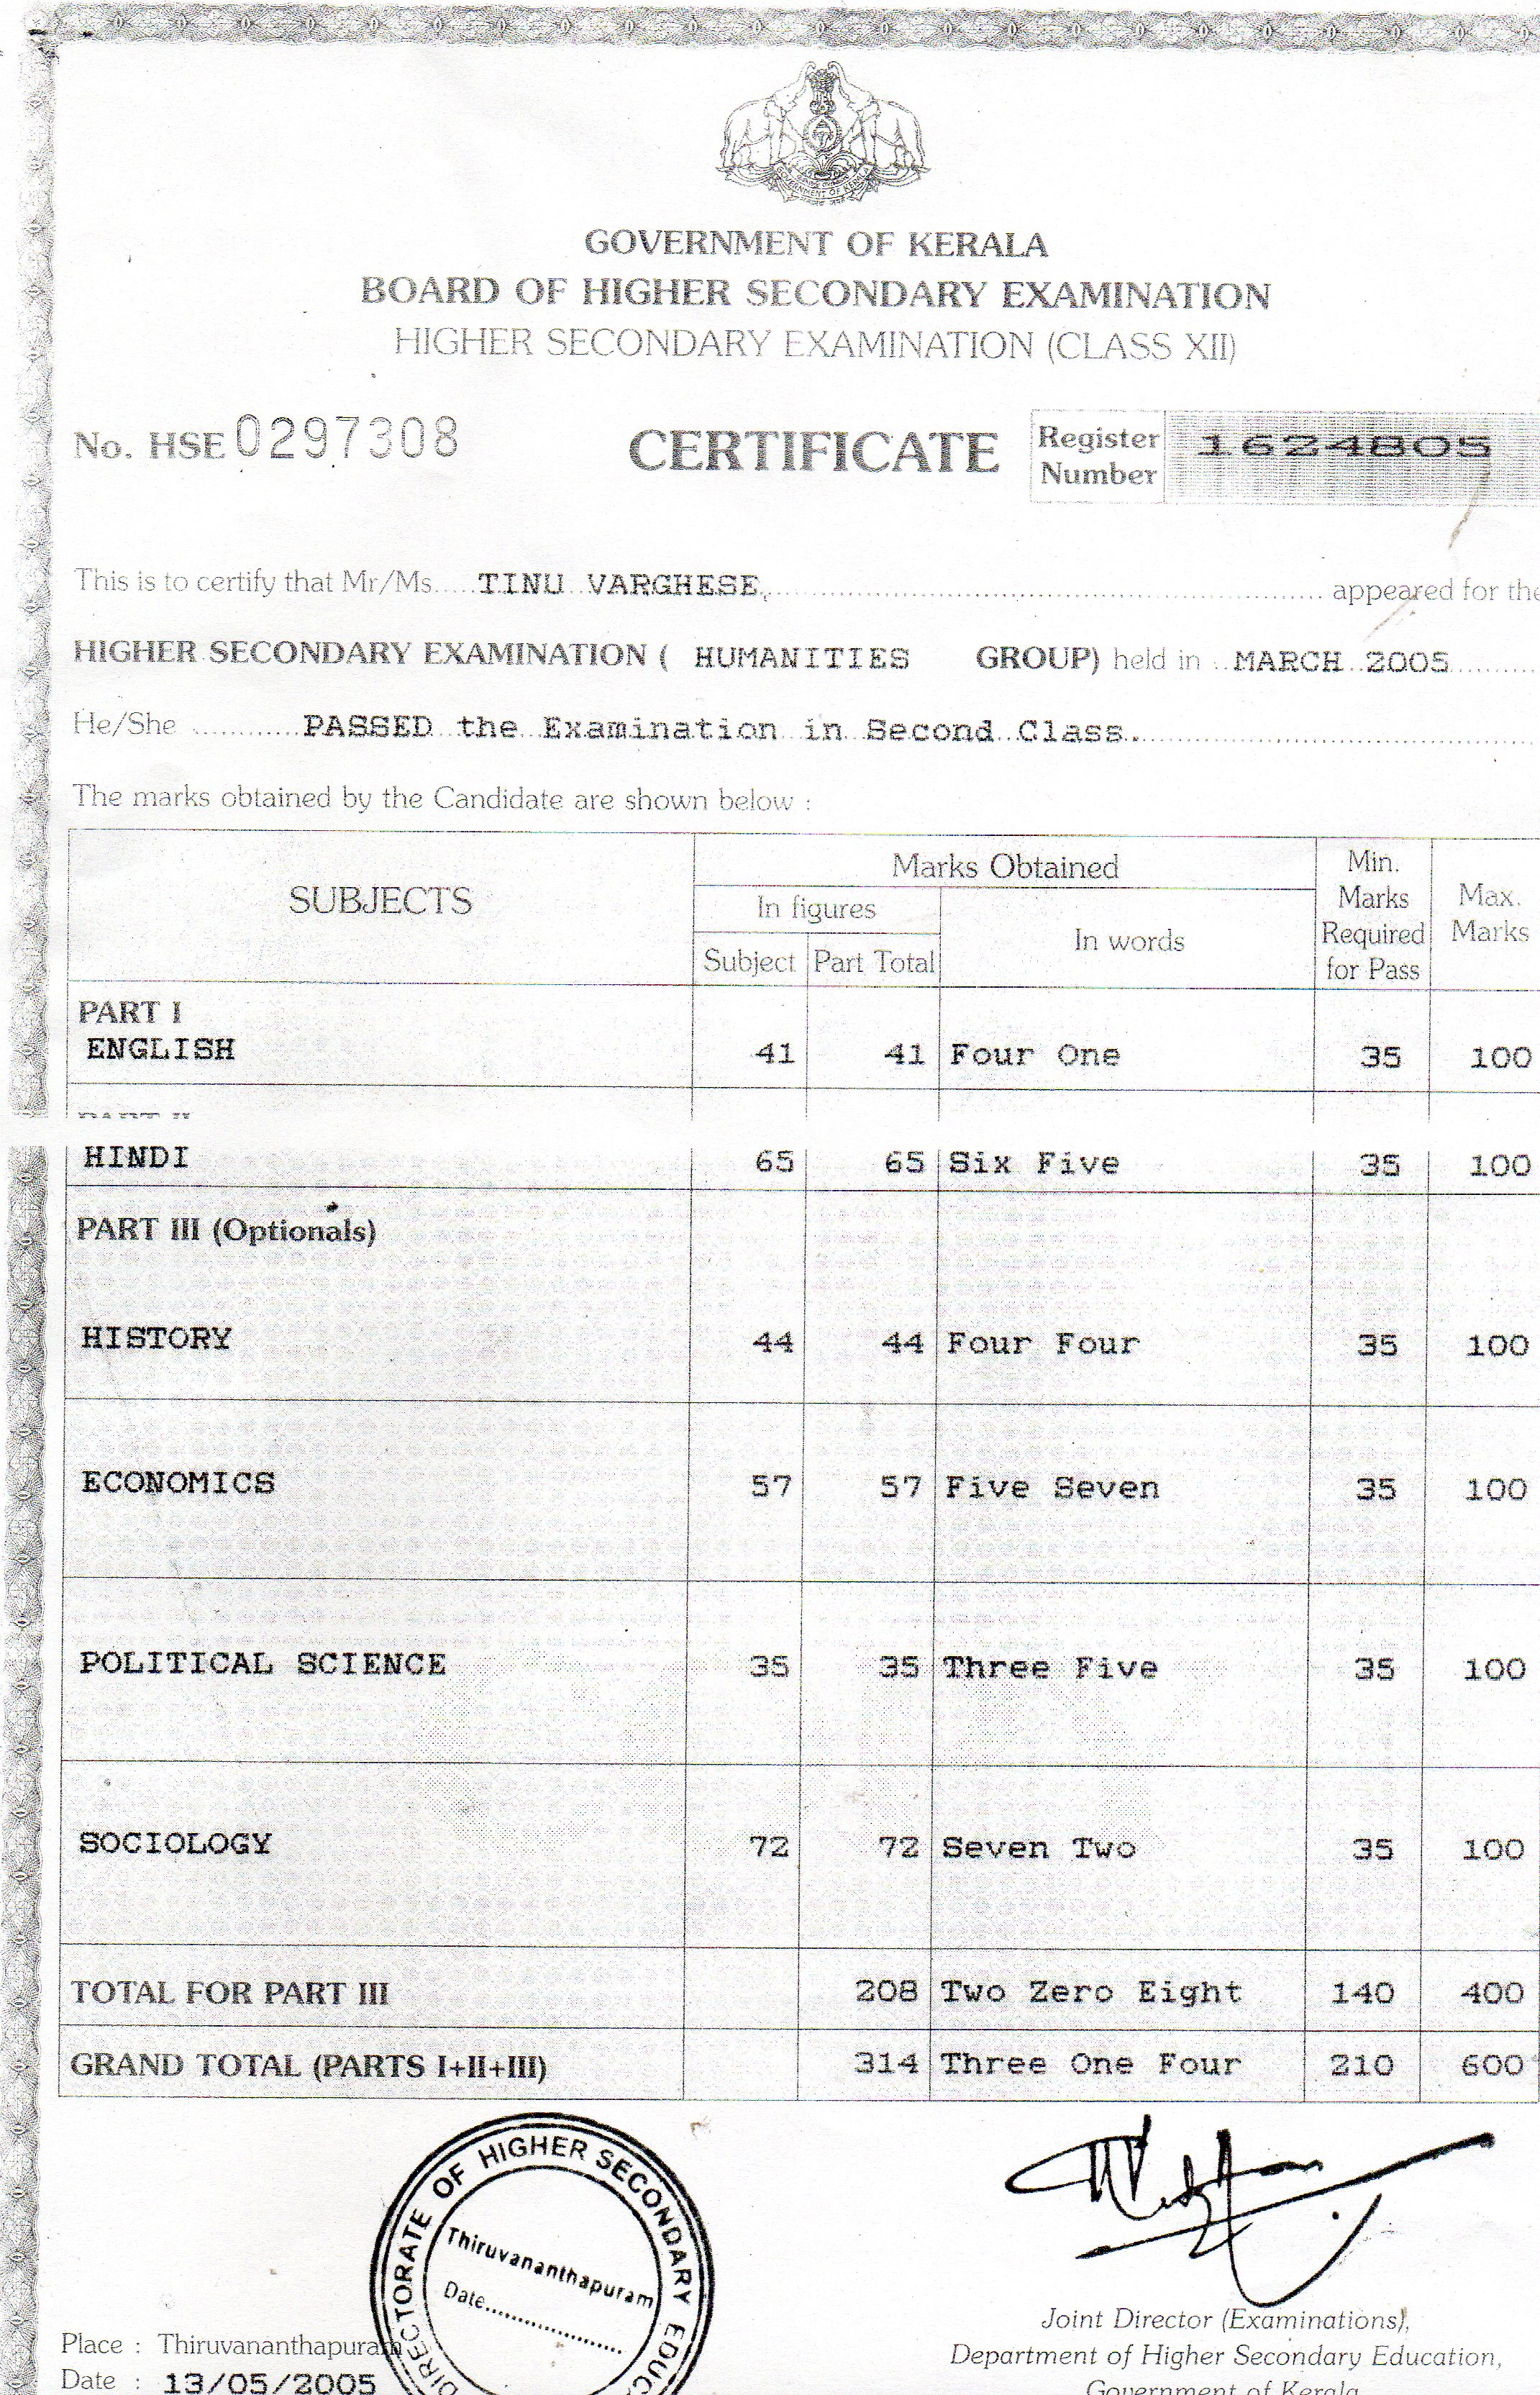 GOVERNMENT OF KERALA
GOVERNMENT OF KERALA
BOARD OF HIGHER SECONDARY EXAMINATION
HIGHER SECONDARY EXAMINATION (CLASS XII)
No. HSE 0297308 CERTIFICATE Register Number 1624805
This is to certify that Mr/Ms. TINU VARGHESE, appeared for the
HIGHER SECONDARY EXAMINATION ( HUMANITIES GROUP) held in MARCH 2005
He/She PASSED the Examination in Second Class.
The marks obtained by the Candidate are shown below :
SUBJECTS Marks Obtained Min. Marks Required for Pass Max. Marks
In figures In words
Subject Part Total
PART I
ENGLISH 41 41 Four One 35 100
PART II
HINDI 65 65 Six Five 35 100
PART III (Optionals)
HISTORY 44 44 Four Four 35 100
ECONOMICS 57 57 Five Seven 35 100
POLITICAL SCIENCE 35 35 Three Five 35 100
SOCIOLOGY 72 72 Seven Two 35 100
TOTAL FOR PART III 208 Two Zero Eight 140 400
GRAND TOTAL (PARTS I+II+III) 314 Three One Four 210 600
DIRECTORATE OF HIGHER SECONDARY EDUC
Thiruvananthapuram
Date
Joint Director (Examinations),
Department of Higher Secondary Education,
Government of Kerala
Place : Thiruvananthapuram
Date : 13/05/2005